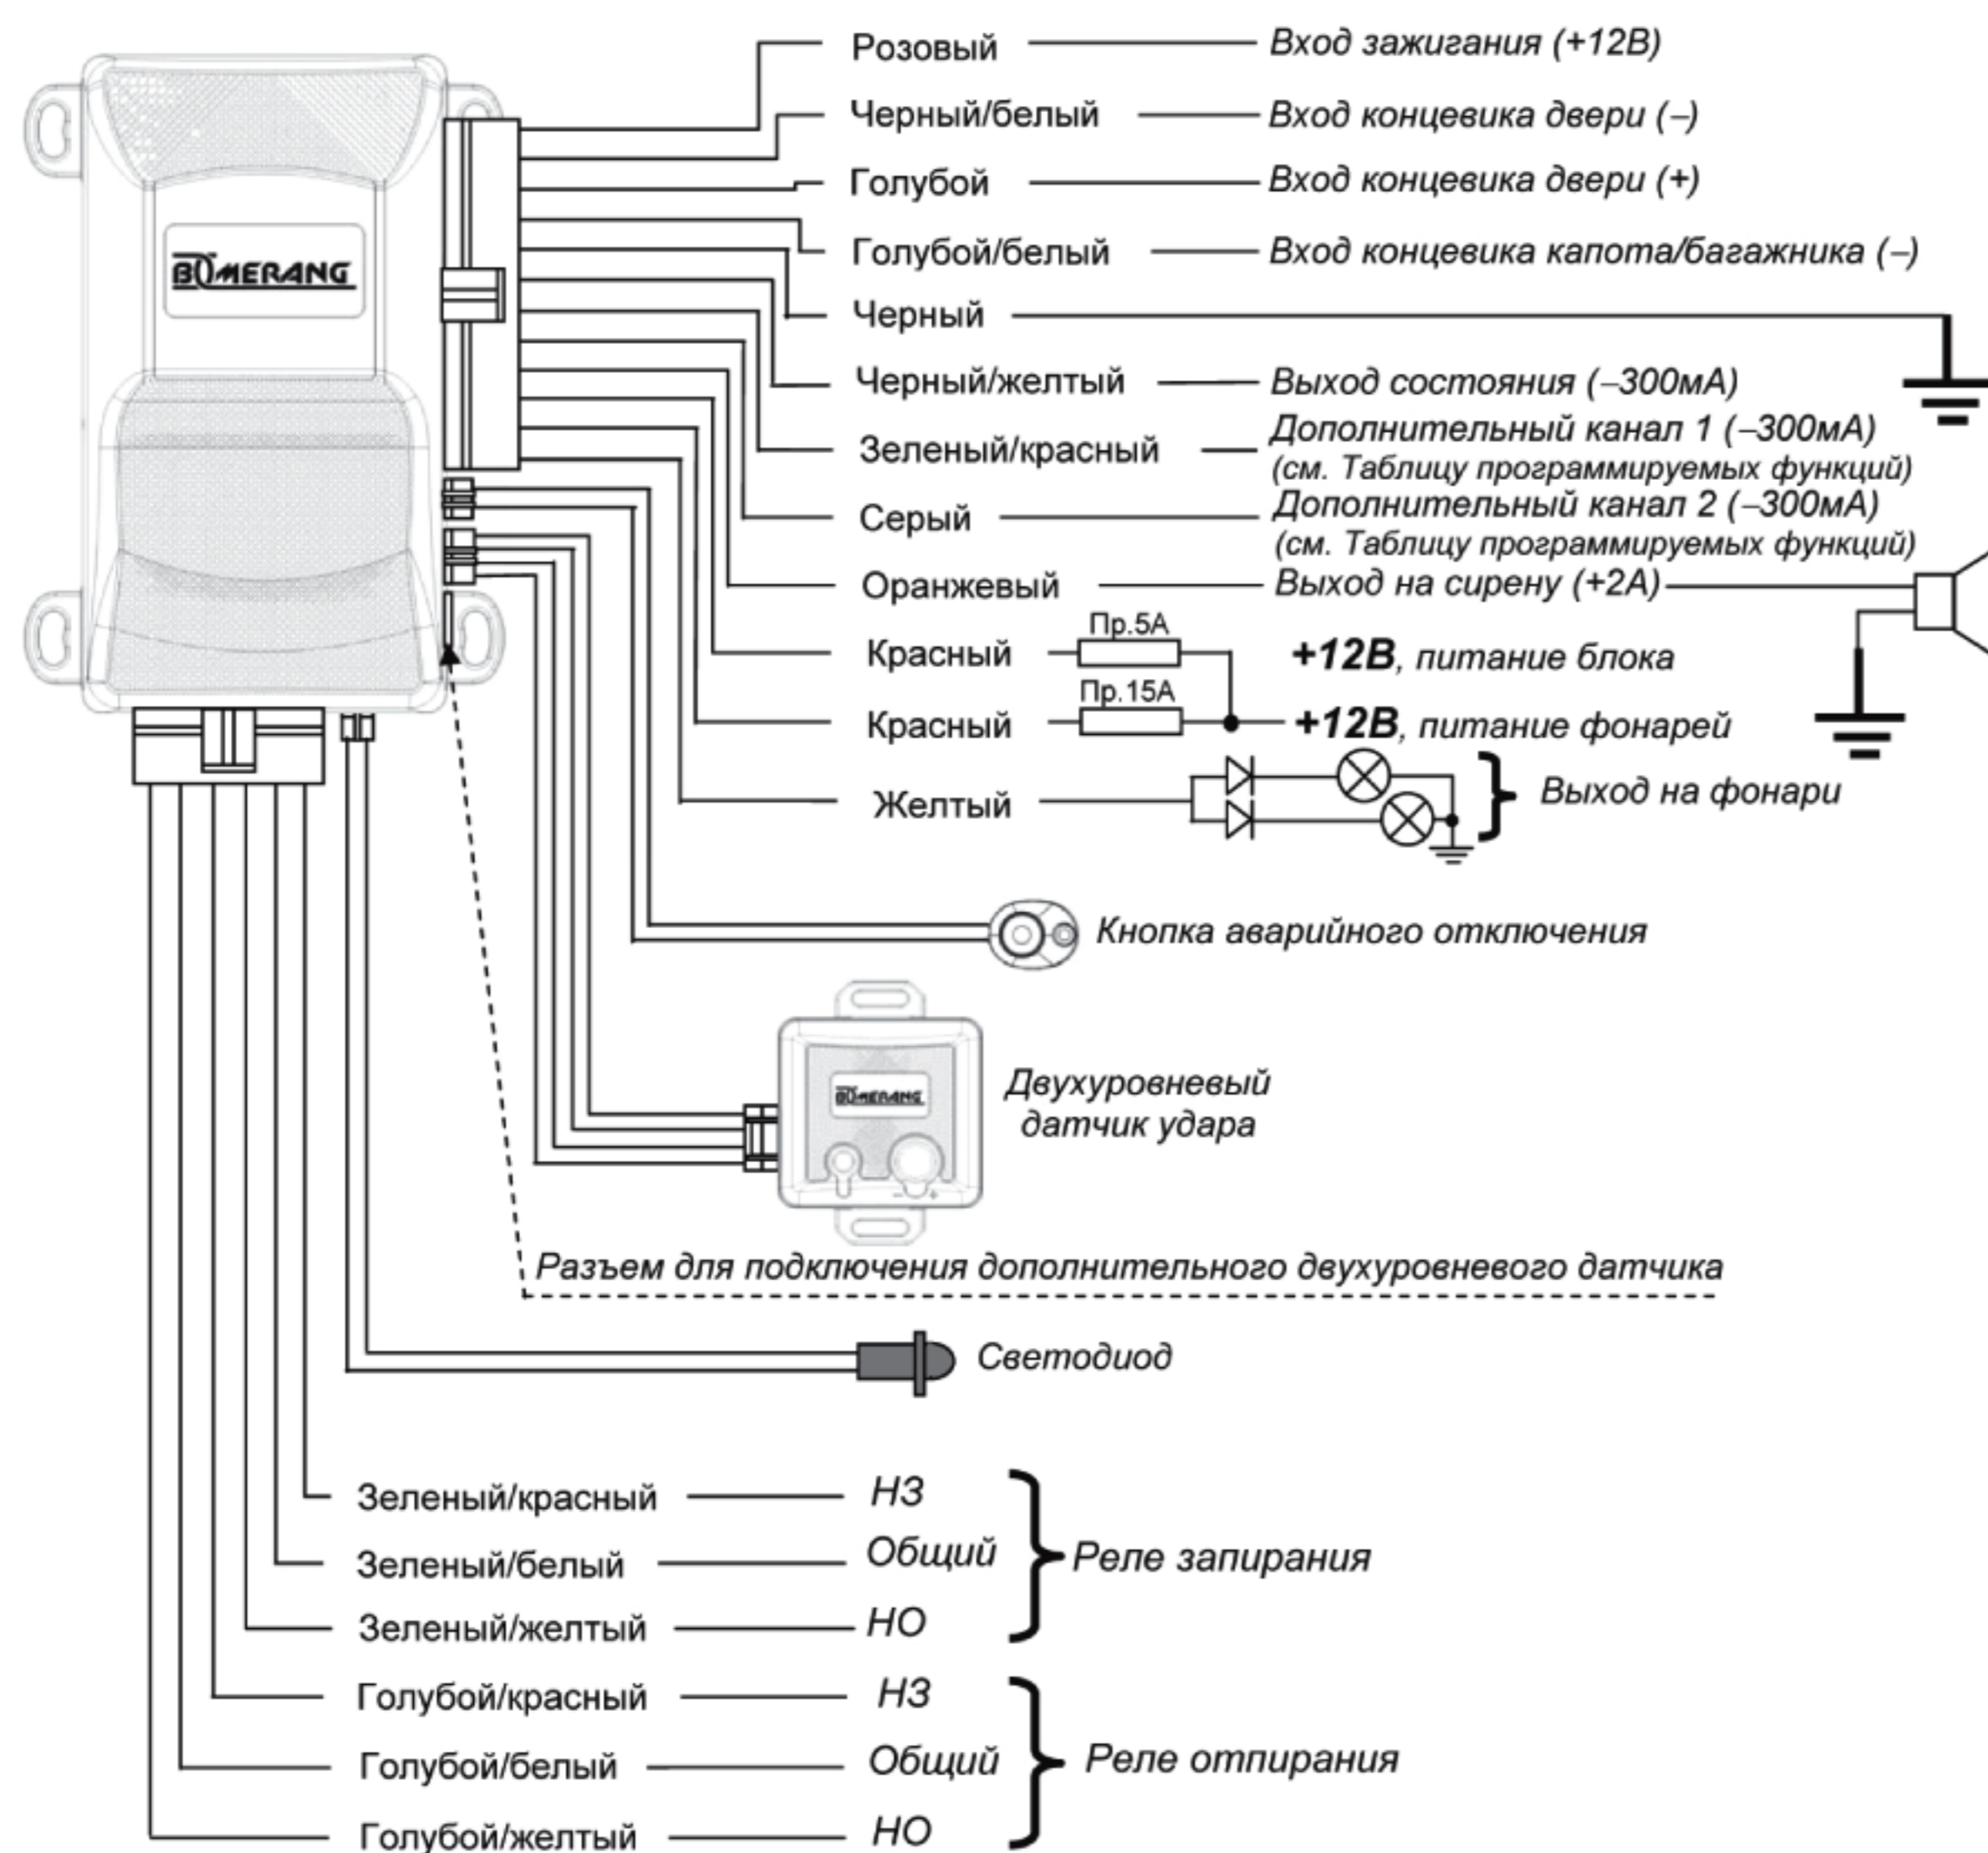 Розовый Вход зажигания (+12В)
Черный/белый Вход концевика двери (–)
Голубой Вход концевика двери (+)
Голубой/белый Вход концевика капота/багажника (–)
BOMERANG
Черный
Черный/желтый Выход состояния (–300мА)
Зеленый/красный Дополнительный канал 1 (–300мА)
(см. Таблицу программируемых функций)
Серый Дополнительный канал 2 (–300мА)
(см. Таблицу программируемых функций)
Оранжевый Выход на сирену (+2А)
Пр.5А
Красный +12В, питание блока
Пр.15А
Красный +12В, питание фонарей
Желтый Выход на фонари
Кнопка аварийного отключения
Двухуровневый
датчик удара
BOMERANG
– +
Разъем для подключения дополнительного двухуровневого датчика
Светодиод
Зеленый/красный НЗ
Зеленый/белый Общий Реле запирания
Зеленый/желтый НО
Голубой/красный НЗ
Голубой/белый Общий Реле отпирания
Голубой/желтый НО